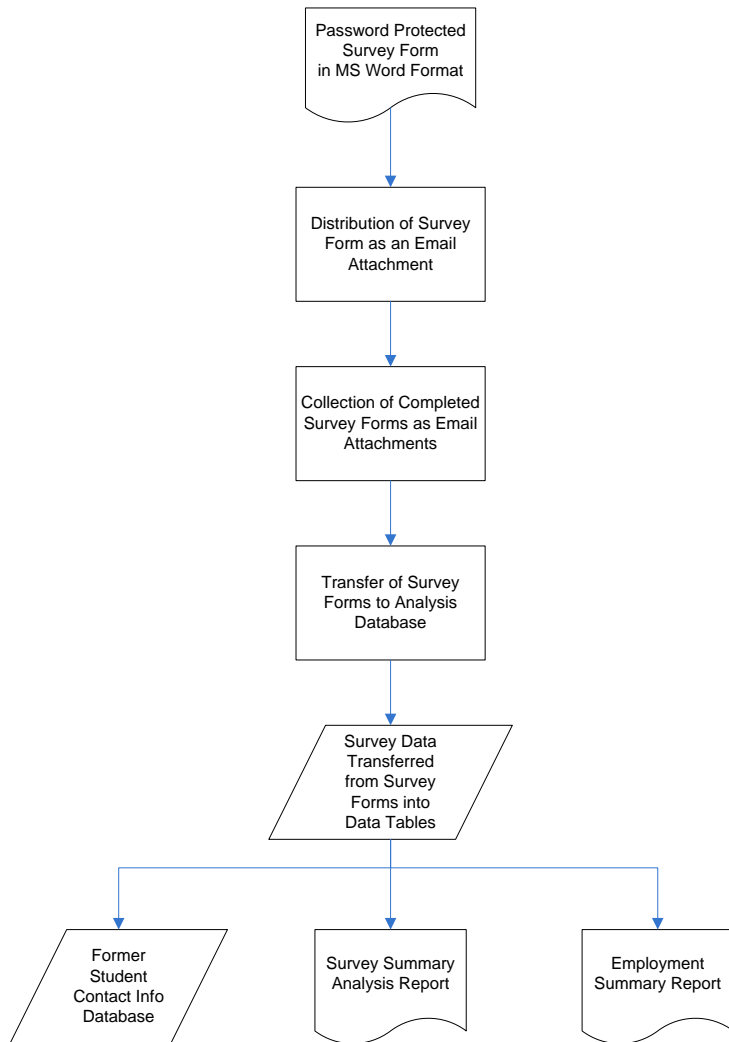 Password Protected
Survey Form
in MS Word Format
Distribution of Survey
Form as an Email
Attachment
Collection of Completed
Survey Forms as Email
Attachments
Transfer of Survey
Forms to Analysis
Database
Survey Data
Transferred
from Survey
Forms into
Data Tables
Former
Student
Contact Info
Database
Survey Summary
Analysis Report
Employment
Summary Report